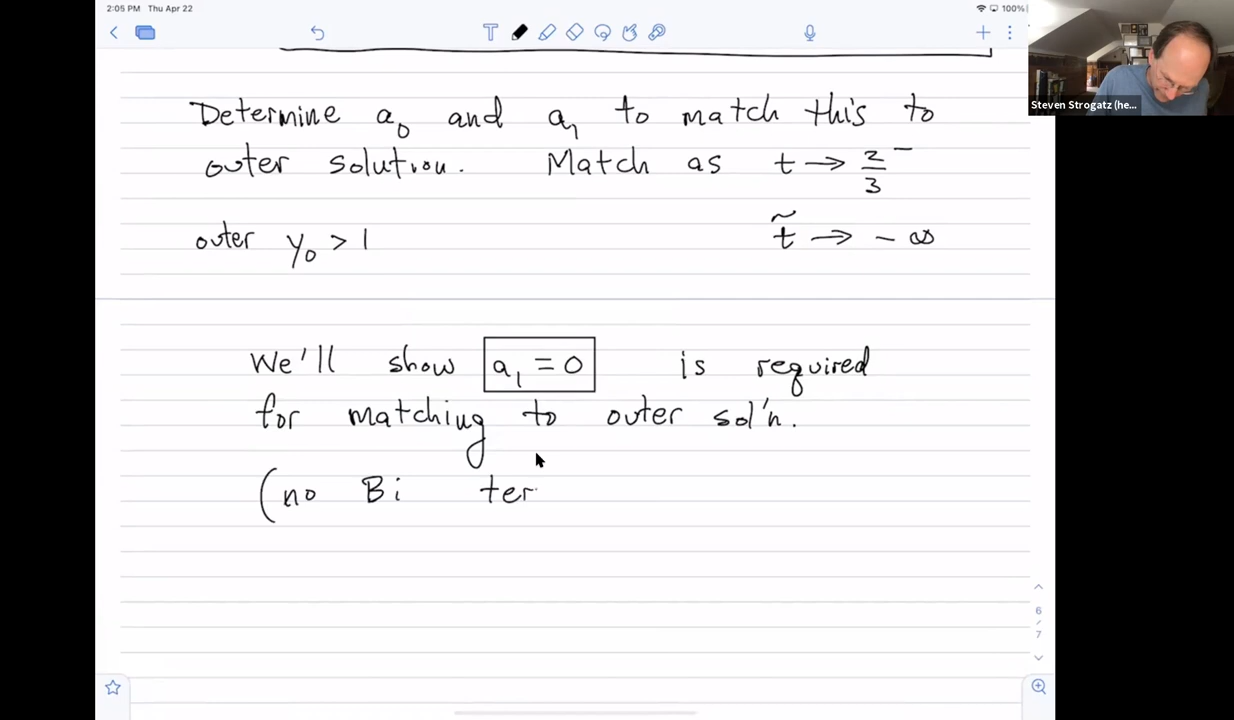 2:05 PM Thu Apr 22
100%
Steven Strogatz (he...
Determine a₀ and a₁ to match this to
outer solution. Match as t → 2/3⁻
outer y₀ > 1 t̃ → - ∞
We'll show a₁ = 0 is required
for matching to outer sol'n.
(no Bi ter
6
/
7